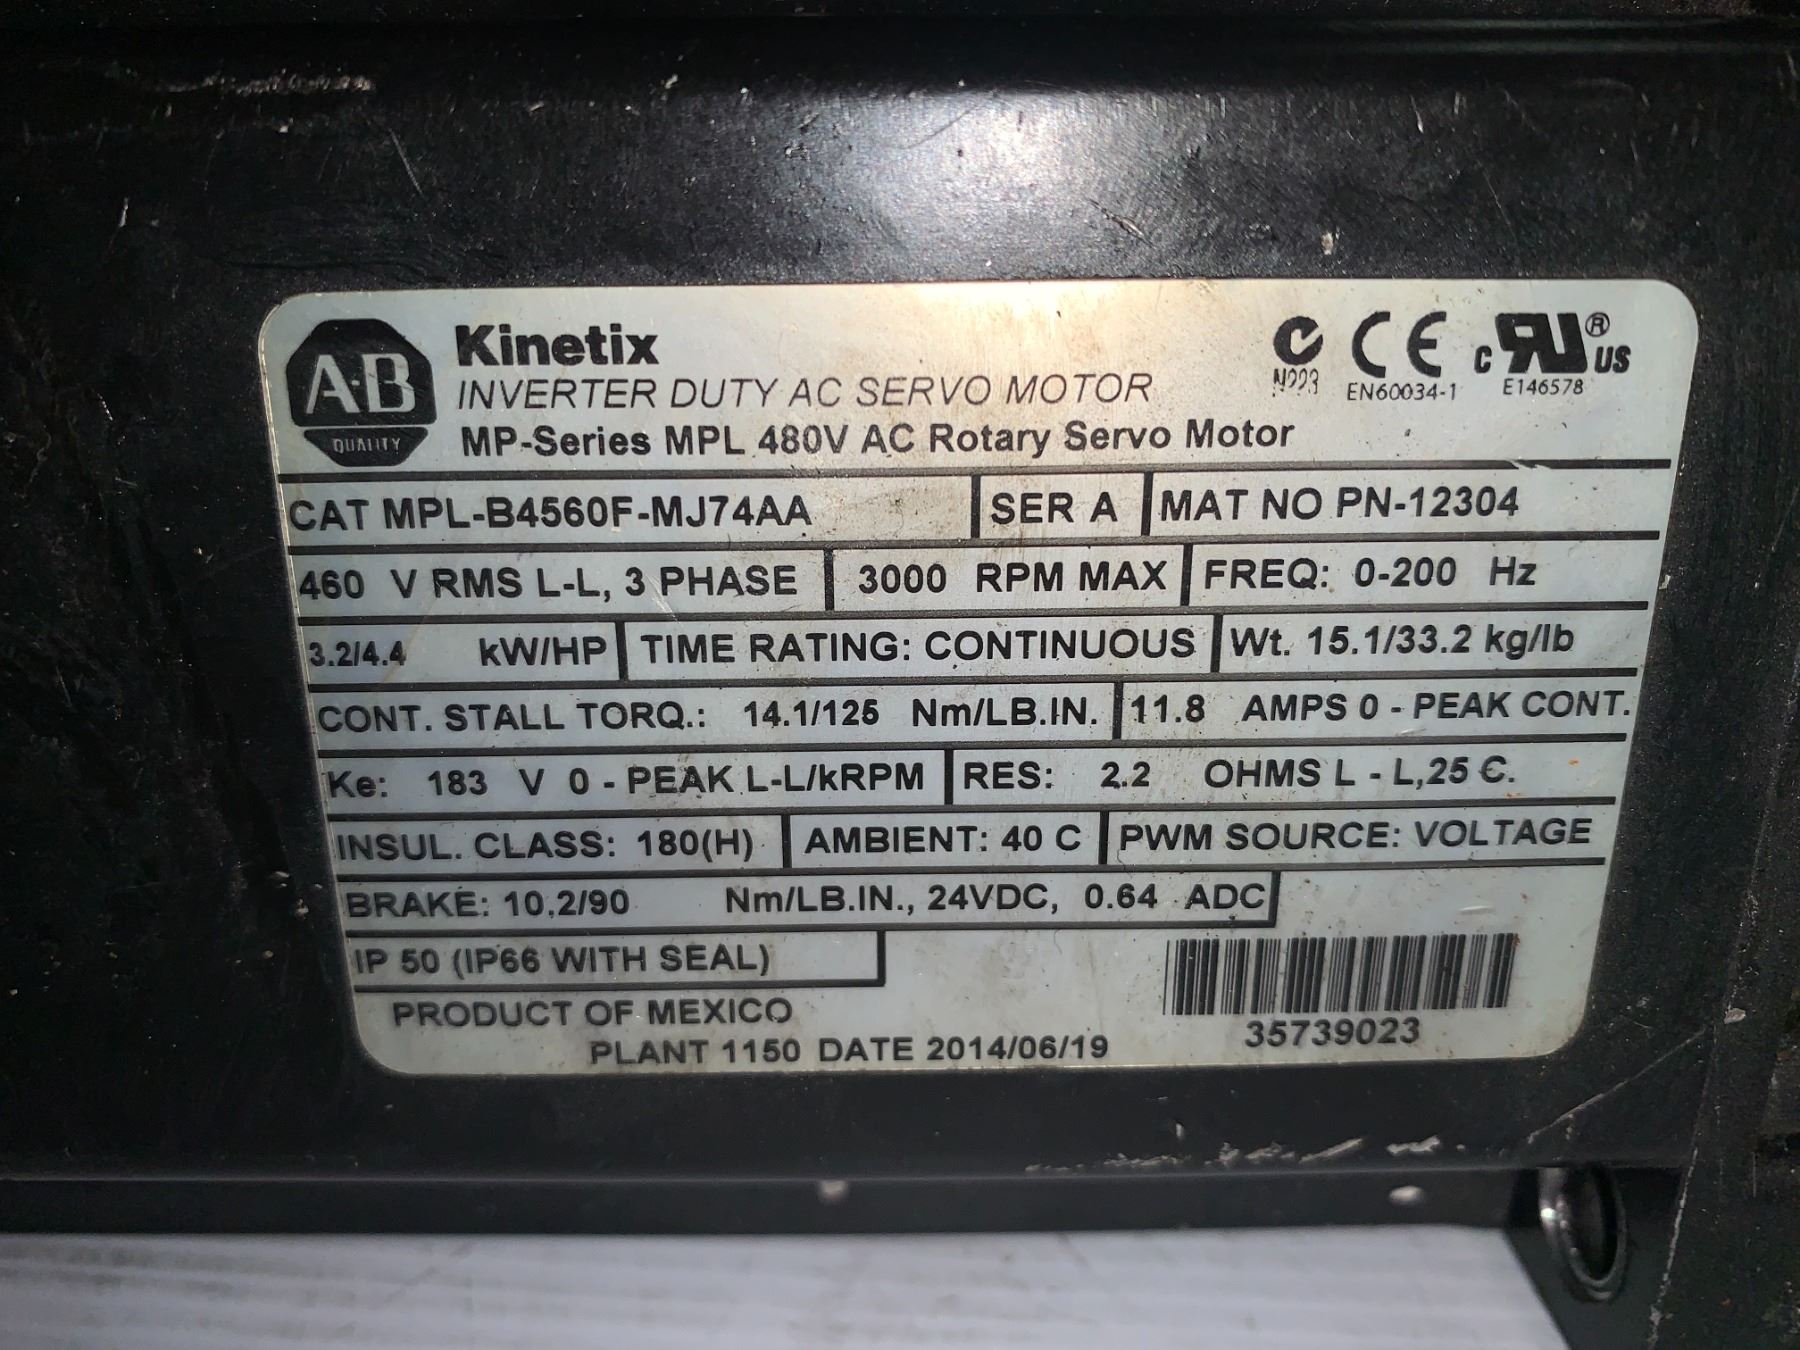 A-B
QUALITY
Kinetix
INVERTER DUTY AC SERVO MOTOR
MP-Series MPL 480V AC Rotary Servo Motor
N223
CE
EN60034-1
c RU ® US
E146578
CAT MPL-B4560F-MJ74AA SER A MAT NO PN-12304
460 V RMS L-L, 3 PHASE 3000 RPM MAX FREQ: 0-200 Hz
3.2/4.4 kW/HP TIME RATING: CONTINUOUS Wt. 15.1/33.2 kg/lb
CONT. STALL TORQ.: 14.1/125 Nm/LB.IN. 11.8 AMPS 0 - PEAK CONT.
Ke: 183 V 0 - PEAK L-L/kRPM RES: 2.2 OHMS L - L,25 C.
INSUL. CLASS: 180(H) AMBIENT: 40 C PWM SOURCE: VOLTAGE
BRAKE: 10.2/90 Nm/LB.IN., 24VDC, 0.64 ADC
IP 50 (IP66 WITH SEAL)
PRODUCT OF MEXICO
PLANT 1150 DATE 2014/06/19
35739023